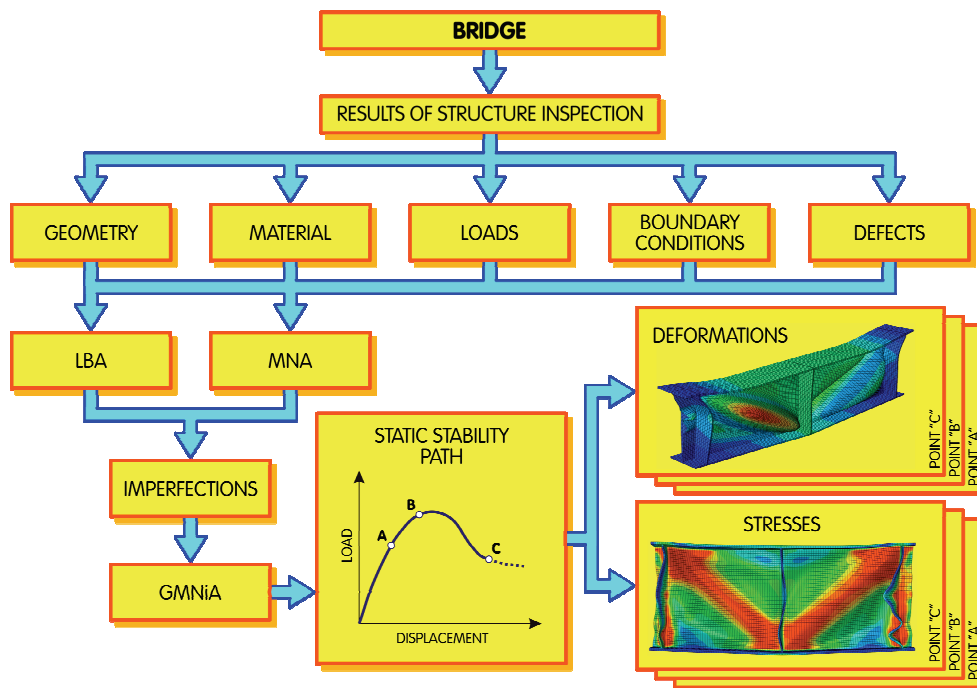 BRIDGE
RESULTS OF STRUCTURE INSPECTION
GEOMETRY
MATERIAL
LOADS
BOUNDARY
CONDITIONS
DEFECTS
LBA
MNA
IMPERFECTIONS
GMNiA
STATIC STABILITY
PATH
LOAD
A
B
C
DISPLACEMENT
DEFORMATIONS
POINT "C"
POINT "B"
POINT "A"
STRESSES
POINT "C"
POINT "B"
POINT "A"